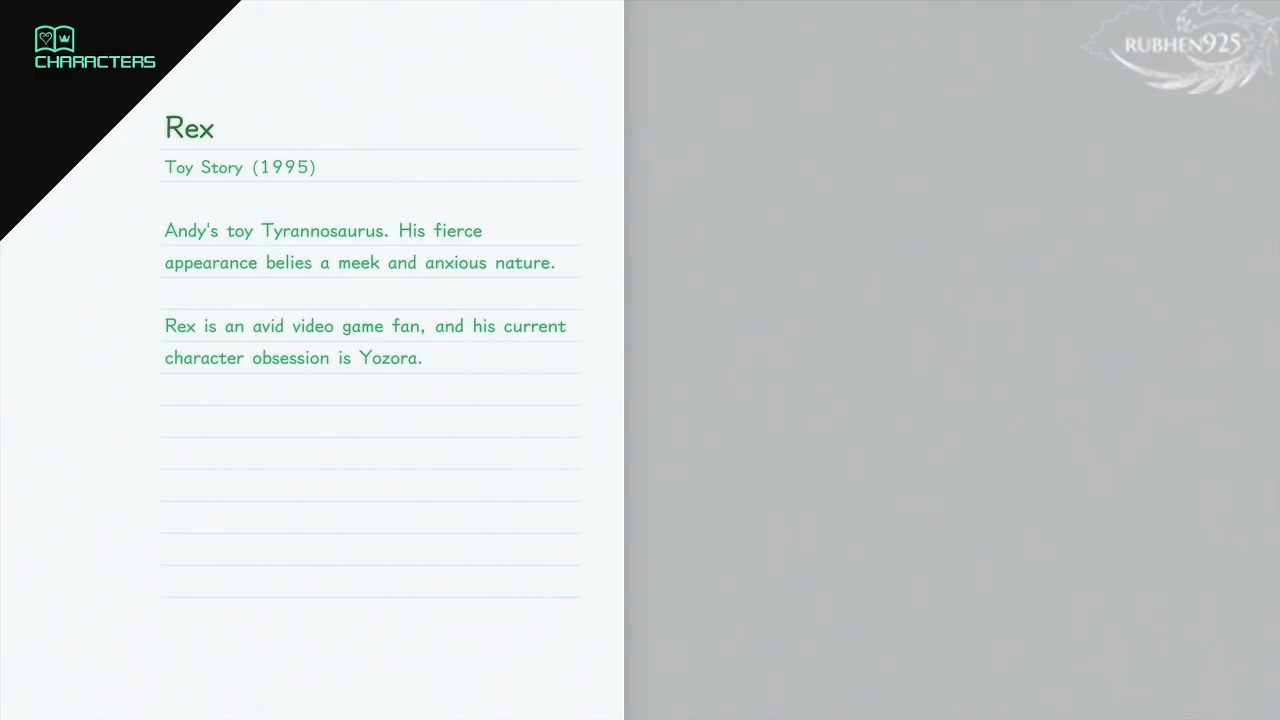 CHARACTERS
RUBHEN925
Rex
Toy Story (1995)
Andy's toy Tyrannosaurus. His fierce
appearance belies a meek and anxious nature.
Rex is an avid video game fan, and his current
character obsession is Yozora.